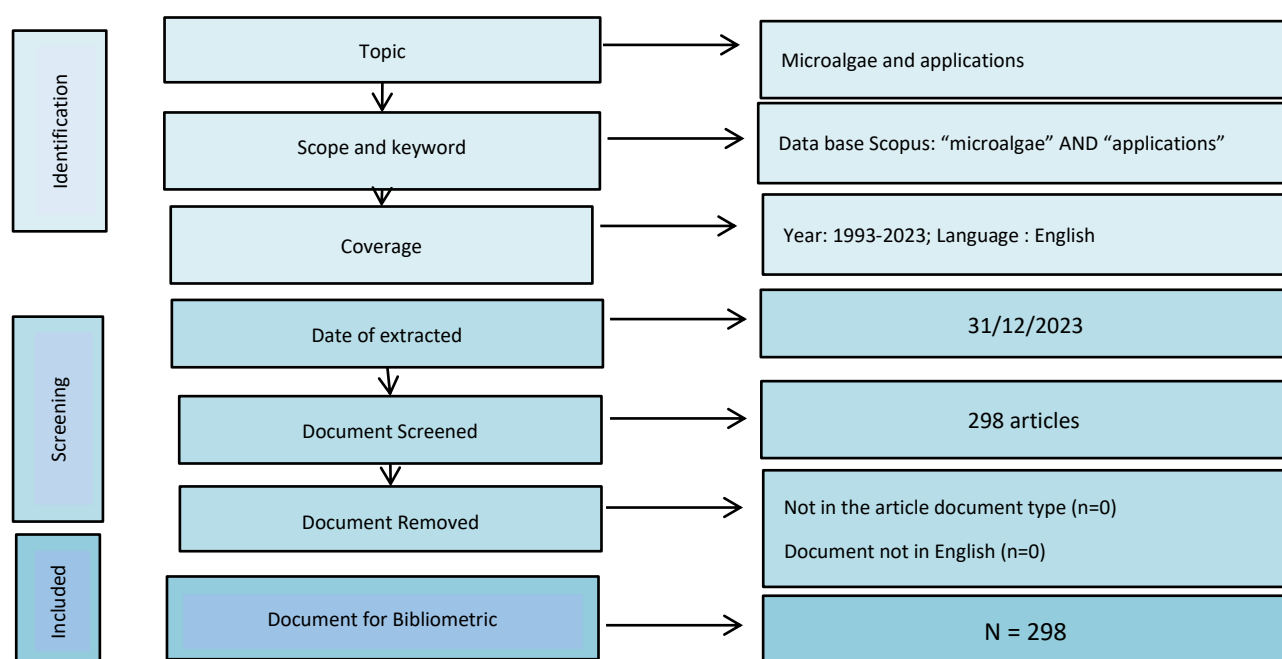 Identification
Topic
Microalgae and applications
Scope and keyword
Data base Scopus: “microalgae” AND “applications”
Coverage
Year: 1993-2023; Language : English
Screening
Date of extracted
31/12/2023
Document Screened
298 articles
Document Removed
Not in the article document type (n=0)
Document not in English (n=0)
Included
Document for Bibliometric
N = 298